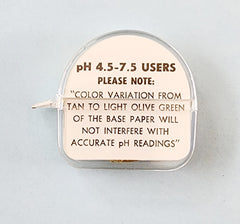 pH 4.5-7.5 USERS
PLEASE NOTE:
"COLOR VARIATION FROM
TAN TO LIGHT OLIVE GREEN
OF THE BASE PAPER WILL
NOT INTERFERE WITH
ACCURATE pH READINGS"